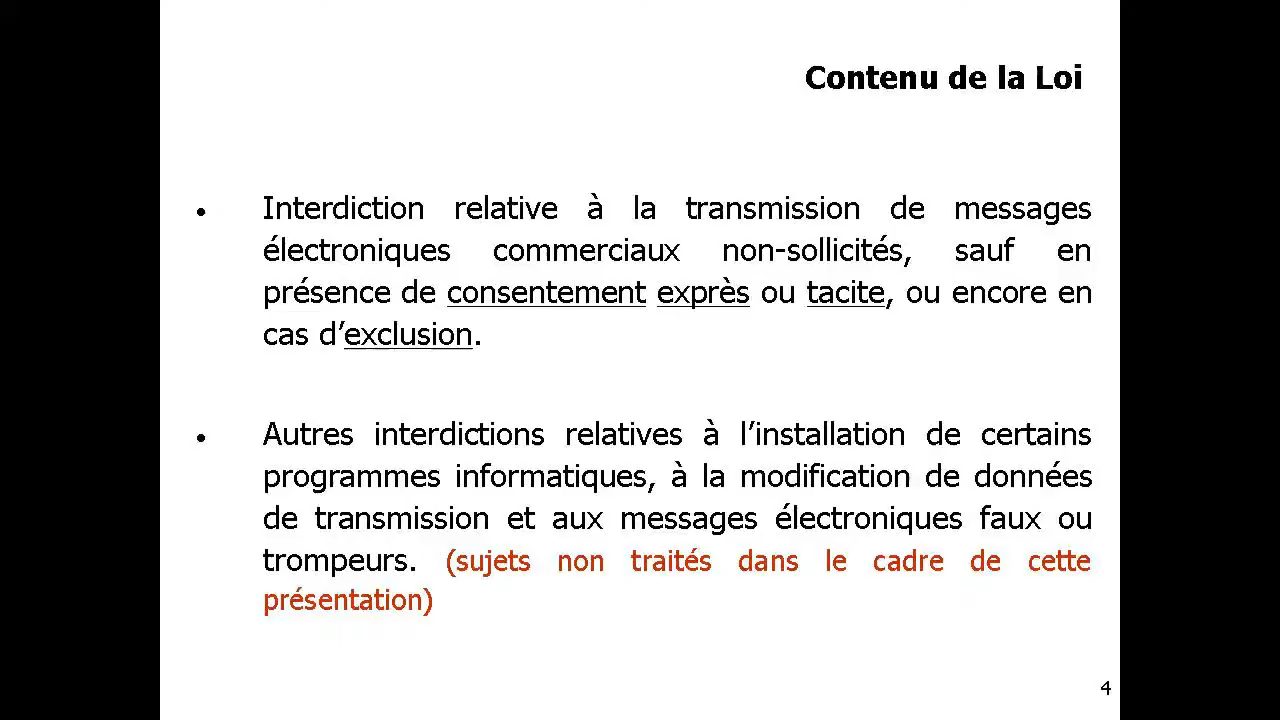 Contenu de la Loi
• Interdiction relative à la transmission de messages
électroniques commerciaux non-sollicités, sauf en
présence de consentement exprès ou tacite, ou encore en
cas d’exclusion.
• Autres interdictions relatives à l’installation de certains
programmes informatiques, à la modification de données
de transmission et aux messages électroniques faux ou
trompeurs. (sujets non traités dans le cadre de cette
présentation)
4